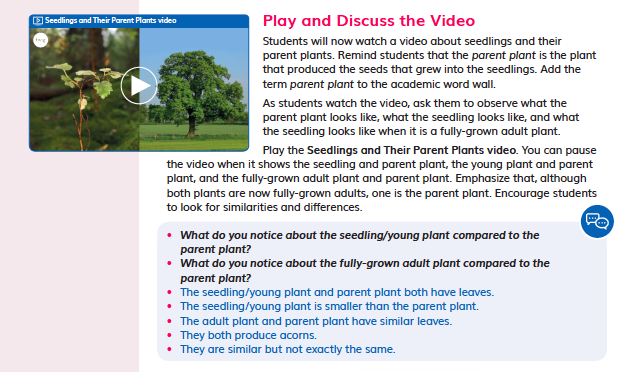 Seedlings and Their Parent Plants video
Play and Discuss the Video
Students will now watch a video about seedlings and their
parent plants. Remind students that the parent plant is the plant
that produced the seeds that grew into the seedlings. Add the
term parent plant to the academic word wall.
As students watch the video, ask them to observe what the
parent plant looks like, what the seedling looks like, and what
the seedling looks like when it is a fully-grown adult plant.
Play the Seedlings and Their Parent Plants video. You can pause
the video when it shows the seedling and parent plant, the young plant and parent
plant, and the fully-grown adult plant and parent plant. Emphasize that, although
both plants are now fully-grown adults, one is the parent plant. Encourage students
to look for similarities and differences.
• What do you notice about the seedling/young plant compared to the
parent plant?
• What do you notice about the fully-grown adult plant compared to the
parent plant?
• The seedling/young plant and parent plant both have leaves.
• The seedling/young plant is smaller than the parent plant.
• The adult plant and parent plant have similar leaves.
• They both produce acorns.
• They are similar but not exactly the same.